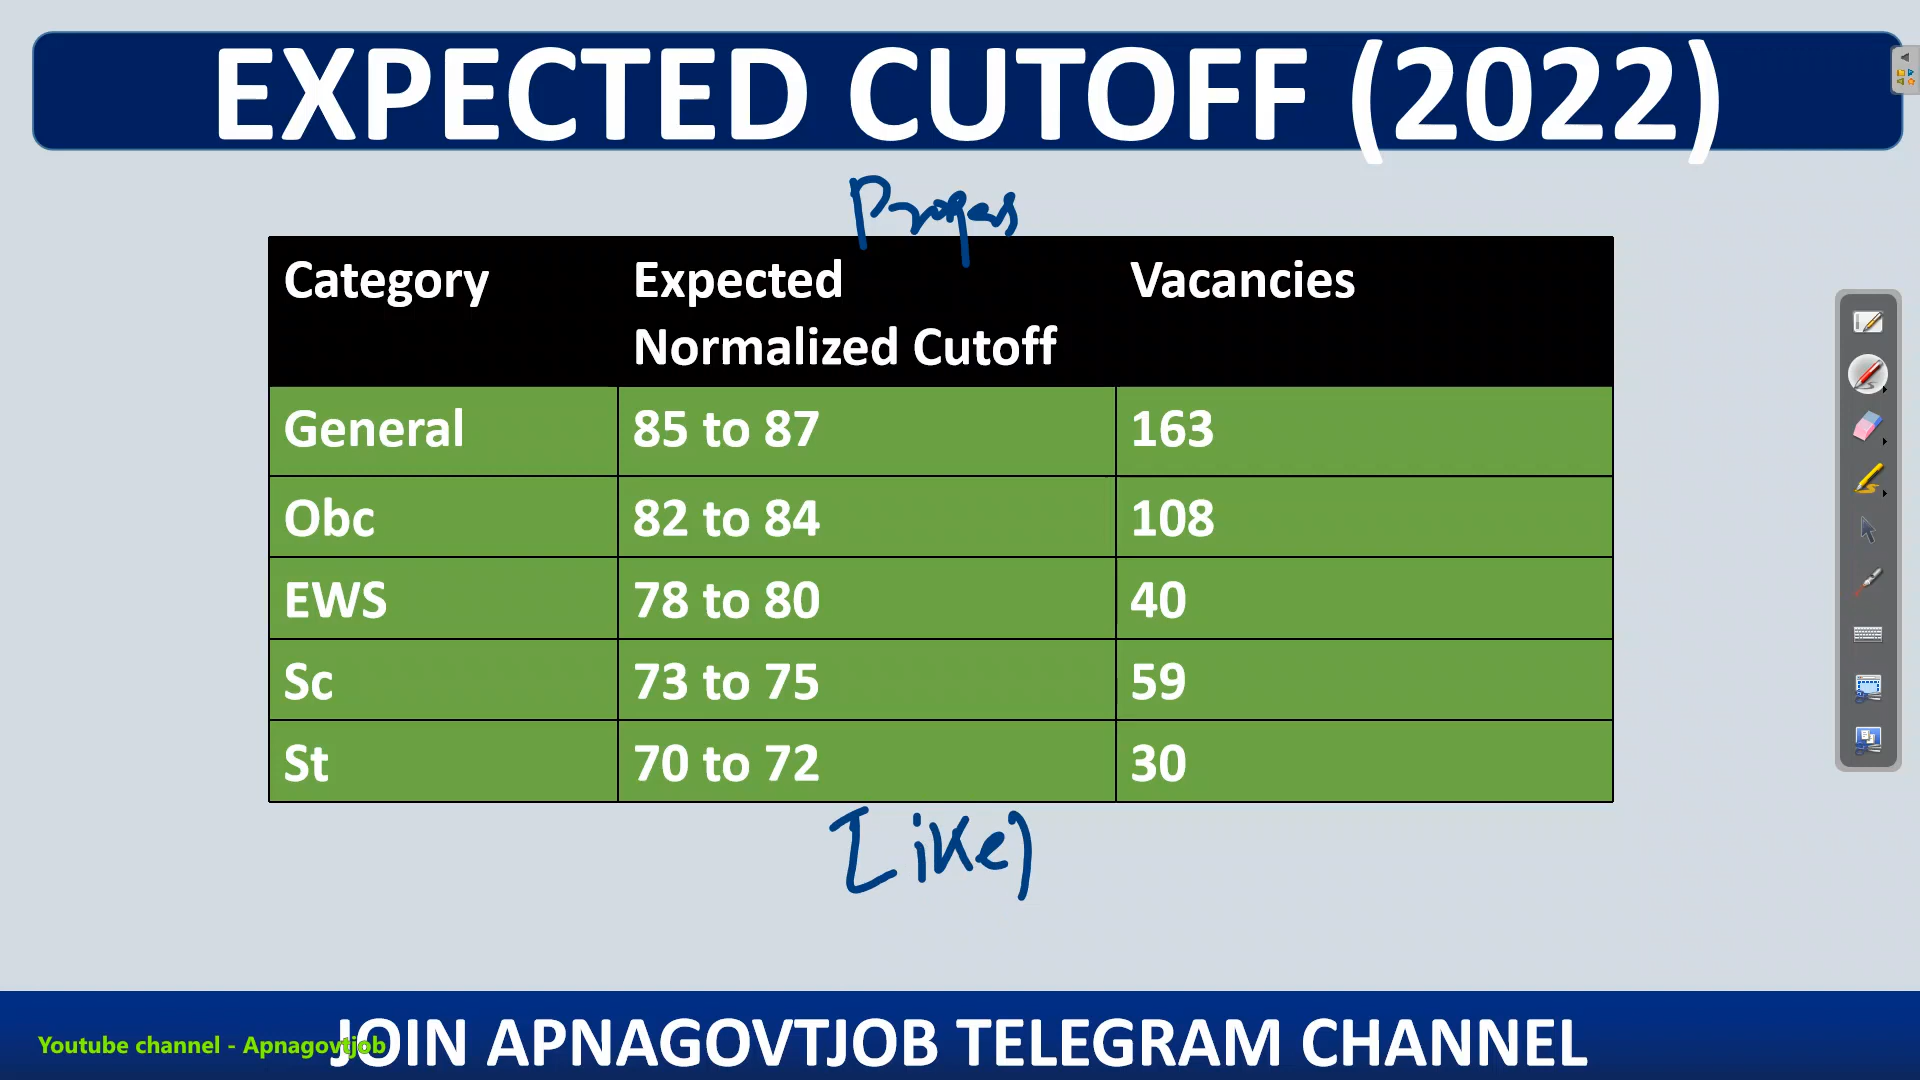 EXPECTED CUTOFF (2022)
Category Expected Normalized Cutoff Vacancies
General 85 to 87 163
Obc 82 to 84 108
EWS 78 to 80 40
Sc 73 to 75 59
St 70 to 72 30
Like)
JOIN APNAGOVTJOB TELEGRAM CHANNEL
Youtube channel - Apnagovtjob